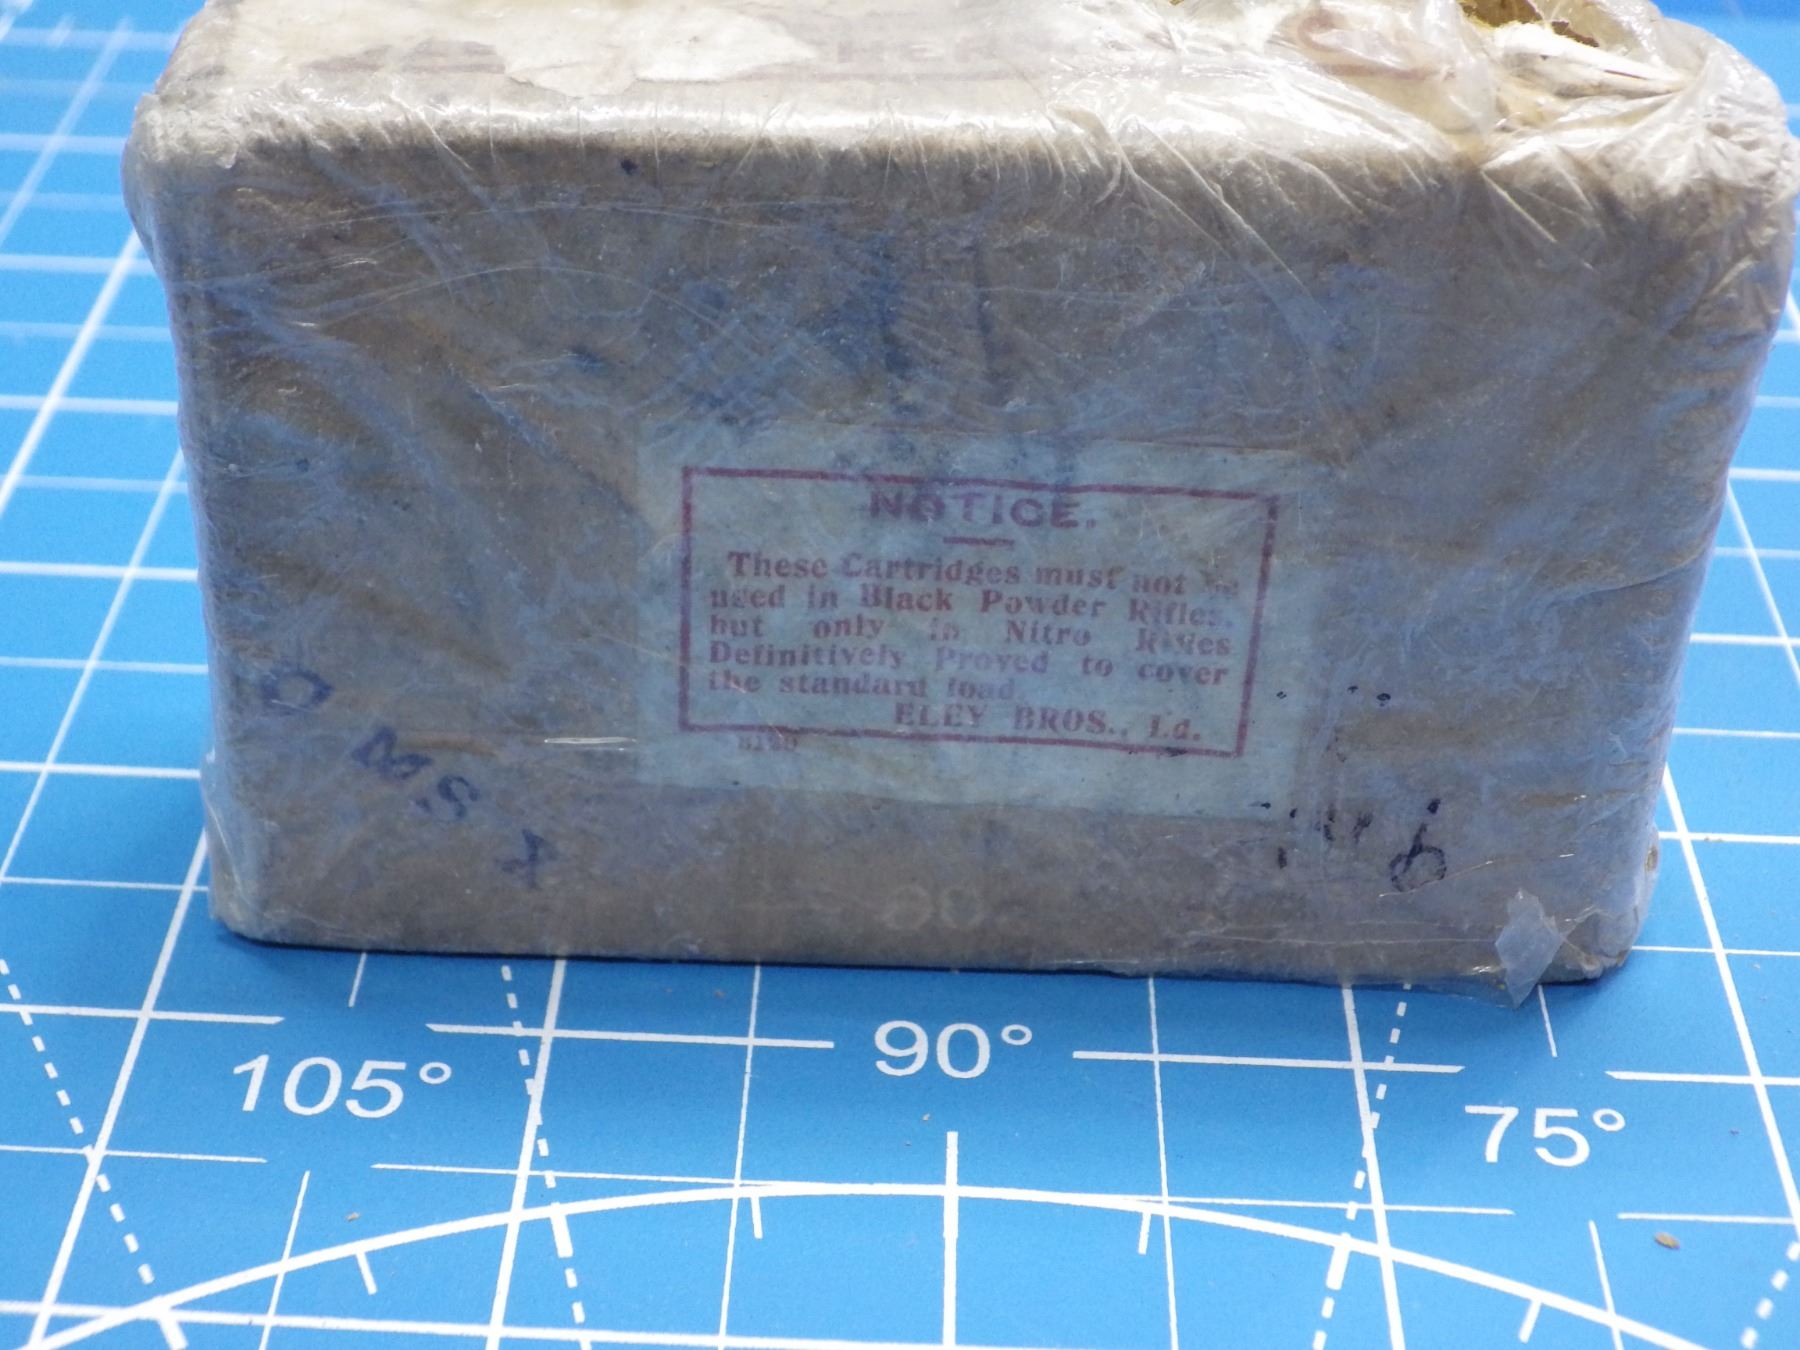 NOTICE.
These Cartridges must not be
used in Black Powder Rifles,
but only in Nitro Rifles
Definitively Proved to cover
the standard load.
ELEY BROS., Ld.
105° 90° 75°